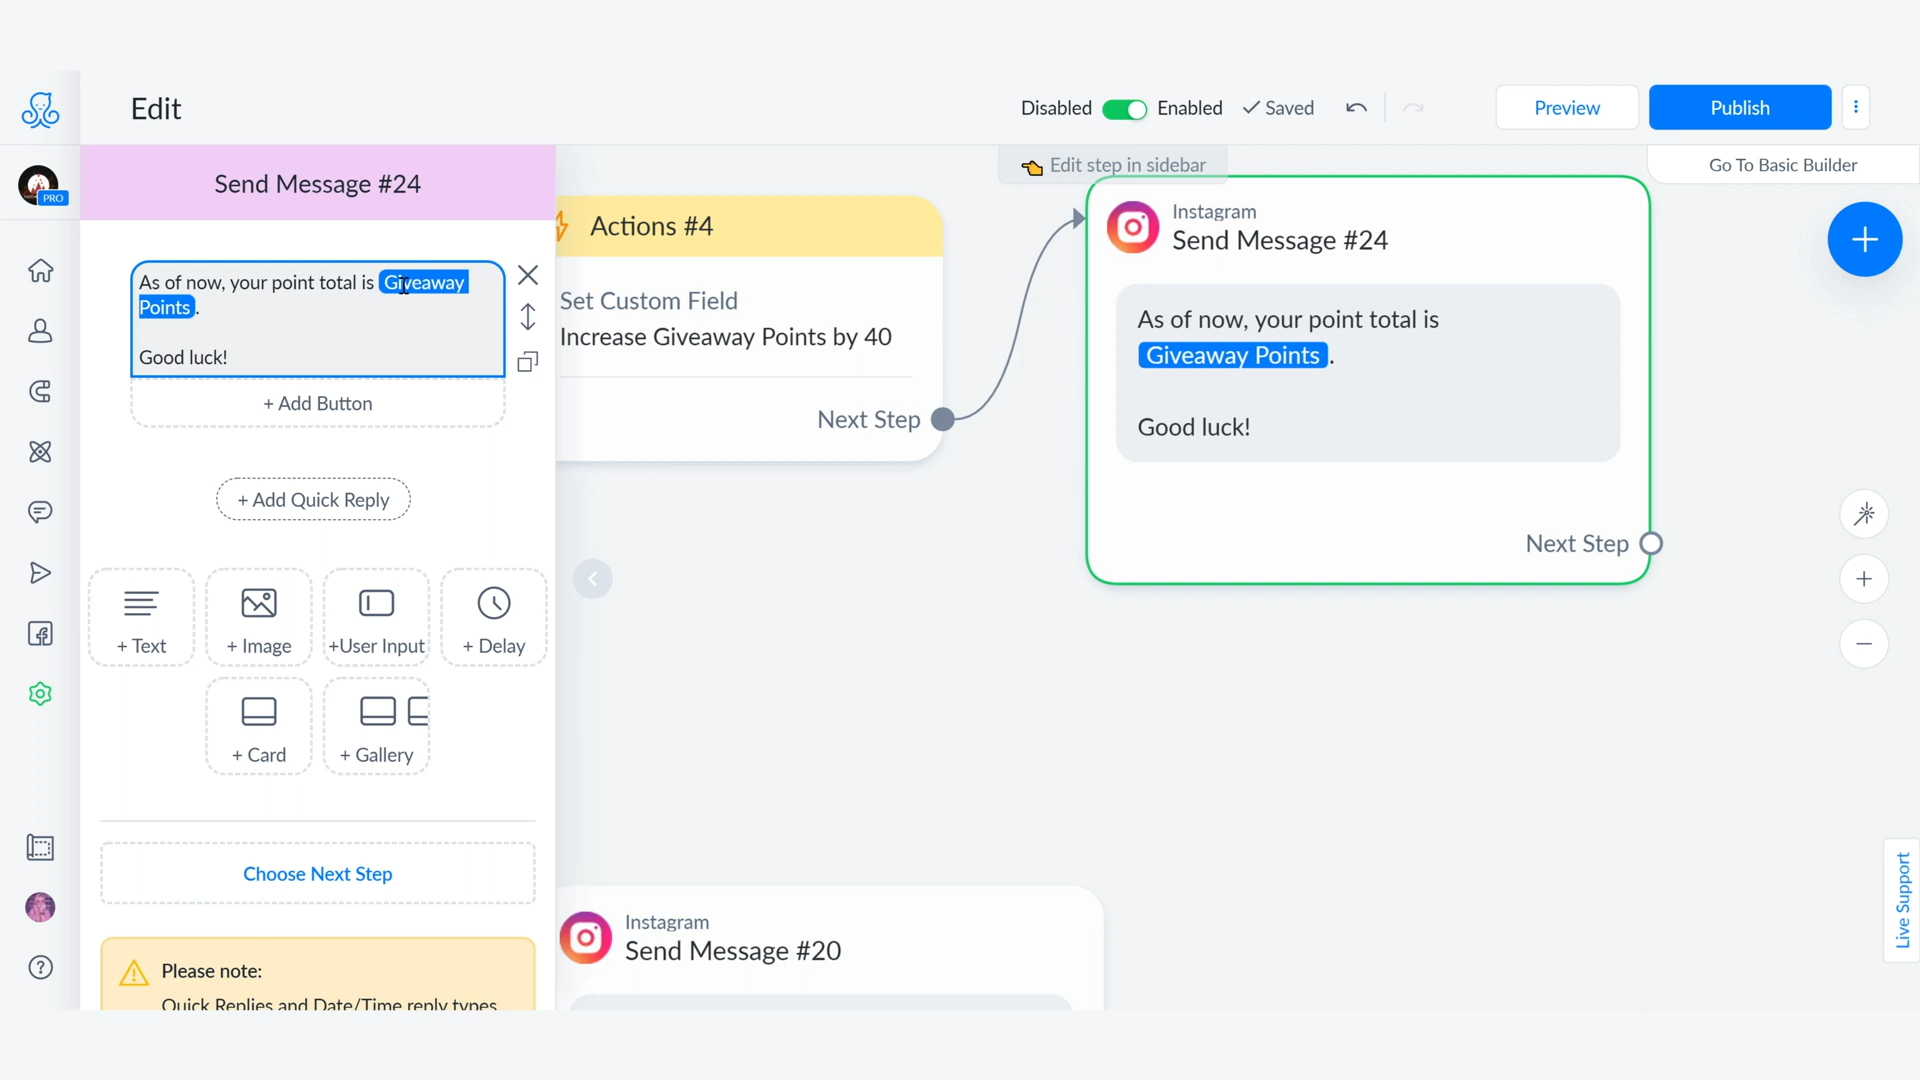 Edit
Disabled
Enabled
Saved
Preview
Publish
PRO
Send Message #24
Edit step in sidebar
Go To Basic Builder
As of now, your point total is Giveaway
Points.
Good luck!
+ Add Button
+ Add Quick Reply
+ Text
+ Image
+User Input
+ Delay
+ Card
+ Gallery
Choose Next Step
Please note:
Quick Replies and Date/Time reply types
Actions #4
Set Custom Field
Increase Giveaway Points by 40
Next Step
Instagram
Send Message #24
As of now, your point total is
Giveaway Points.
Good luck!
Next Step
Instagram
Send Message #20
Live Support